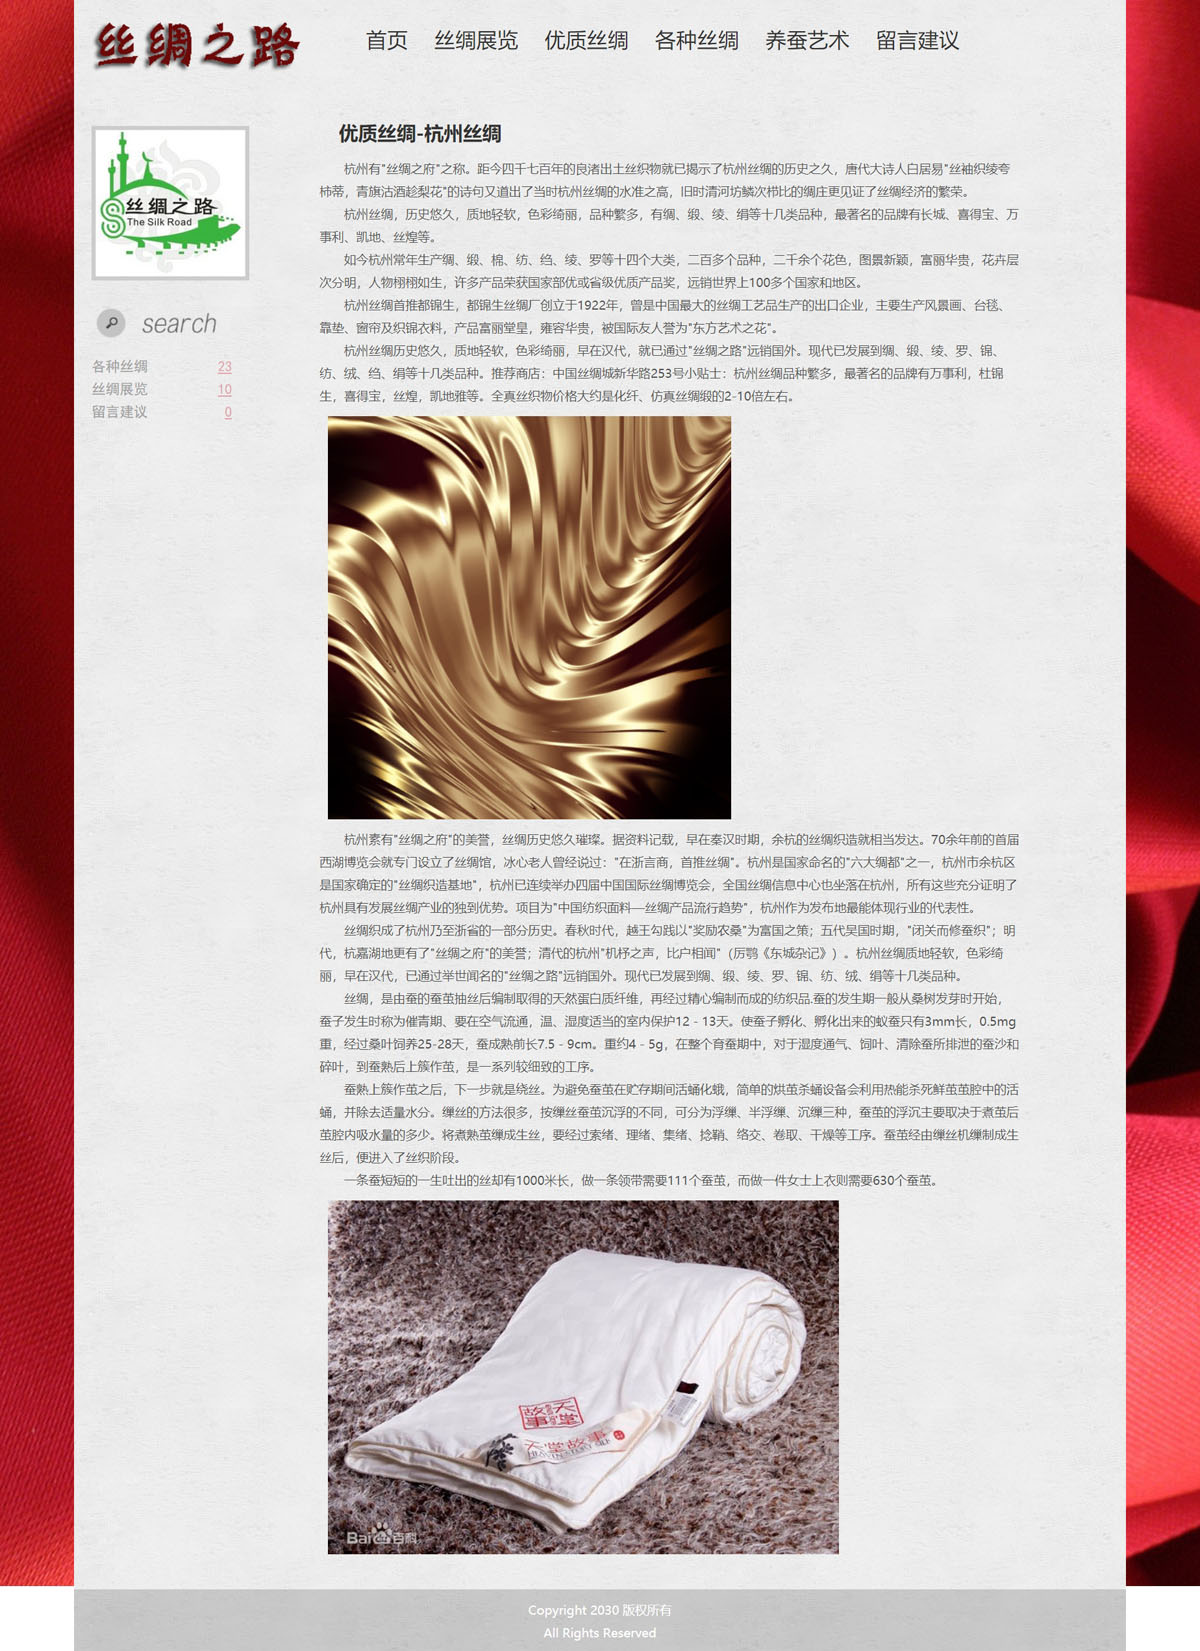 丝绸之路
首页 丝绸展览 优质丝绸 各种丝绸 养蚕艺术 留言建议
丝绸之路
The Silk Road
search
各种丝绸 23
丝绸展览 10
留言建议 0
优质丝绸-杭州丝绸
杭州有"丝绸之府"之称。距今四千七百年的良渚出土丝织物就已揭示了杭州丝绸的历史之久，唐代大诗人白居易"丝袖织绫夸
柿蒂，青旗沽酒趁梨花"的诗句又道出了当时杭州丝绸的水准之高，旧时清河坊鳞次栉比的绸庄更见证了丝绸经济的繁荣。
杭州丝绸，历史悠久，质地轻软，色彩绮丽，品种繁多，有绸、缎、绫、绢等十几类品种，最著名的品牌有长城、喜得宝、万
事利、凯地、丝煌等。
如今杭州常年生产绸、缎、棉、纺、绉、绫、罗等十四个大类，二百多个品种，二千余个花色，图景新颖，富丽华贵，花卉层
次分明，人物栩栩如生，许多产品荣获国家部优或省级优质产品奖，远销世界上100多个国家和地区。
杭州丝绸首推都锦生，都锦生丝绸厂创立于1922年，曾是中国最大的丝绸工艺品生产的出口企业，主要生产风景画、台毯、
靠垫、窗帘及织锦衣料，产品富丽堂皇，雍容华贵，被国际友人誉为"东方艺术之花"。
杭州丝绸历史悠久，质地轻软，色彩绮丽，早在汉代，就已通过"丝绸之路"远销国外。现代已发展到绸、缎、绫、罗、锦、
纺、绒、绉、绢等十几类品种。推荐商店：中国丝绸城新华路253号小贴士：杭州丝绸品种繁多，最著名的品牌有万事利，杜锦
生，喜得宝，丝煌，凯地雅等。全真丝织物价格大约是化纤、仿真丝绸缎的2-10倍左右。
杭州素有"丝绸之府"的美誉，丝绸历史悠久璀璨。据资料记载，早在秦汉时期，余杭的丝绸织造就相当发达。70余年前的首届
西湖博览会就专门设立了丝绸馆，冰心老人曾经说过："在浙言商，首推丝绸"。杭州是国家命名的"六大绸都"之一，杭州市余杭区
是国家确定的"丝绸织造基地"，杭州已连续举办四届中国国际丝绸博览会，全国丝绸信息中心也坐落在杭州，所有这些充分证明了
杭州具有发展丝绸产业的独到优势。项目为"中国纺织面料—丝绸产品流行趋势"，杭州作为发布地最能体现行业的代表性。
丝绸织成了杭州乃至浙省的一部分历史。春秋时代，越王勾践以"奖励农桑"为富国之策；五代吴国时期，"闭关而修蚕织"；明
代，杭嘉湖地更有了"丝绸之府"的美誉；清代的杭州"机杼之声，比户相闻"（厉鹗《东城杂记》）。杭州丝绸质地轻软，色彩绮
丽，早在汉代，已通过举世闻名的"丝绸之路"远销国外。现代已发展到绸、缎、绫、罗、锦、纺、绒、绢等十几类品种。
丝绸，是由蚕的蚕茧抽丝后编制取得的天然蛋白质纤维，再经过精心编制而成的纺织品.蚕的发生期一般从桑树发芽时开始，
蚕子发生时称为催青期、要在空气流通，温、湿度适当的室内保护12－13天。使蚕子孵化、孵化出来的蚁蚕只有3mm长，0.5mg
重，经过桑叶饲养25-28天，蚕成熟前长7.5－9cm。重约4－5g，在整个育蚕期中，对于湿度通气、饲叶、清除蚕所排泄的蚕沙和
碎叶，到蚕熟后上簇作茧，是一系列较细致的工序。
蚕熟上簇作茧之后，下一步就是绕丝。为避免蚕茧在贮存期间活蛹化蛾，简单的烘茧杀蛹设备会利用热能杀死鲜茧茧腔中的活
蛹，并除去适量水分。缫丝的方法很多，按缫丝蚕茧沉浮的不同，可分为浮缫、半浮缫、沉缫三种，蚕茧的浮沉主要取决于煮茧后
茧腔内吸水量的多少。将煮熟茧缫成生丝，要经过索绪、理绪、集绪、捻鞘、络交、卷取、干燥等工序。蚕茧经由缫丝机缫制成生
丝后，便进入了丝织阶段。
一条蚕短短的一生吐出的丝却有1000米长，做一条领带需要111个蚕茧，而做一件女士上衣则需要630个蚕茧。
天堂故事
天堂故事
Baidu百科
Copyright 2030 版权所有
All Rights Reserved